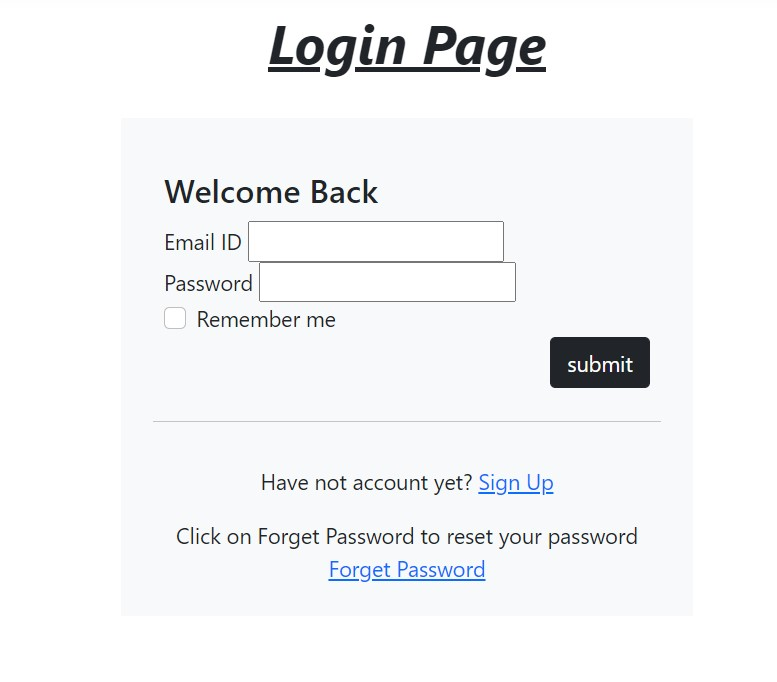 Login Page
Welcome Back
Email ID
Password
Remember me
submit
Have not account yet? Sign Up
Click on Forget Password to reset your password
Forget Password